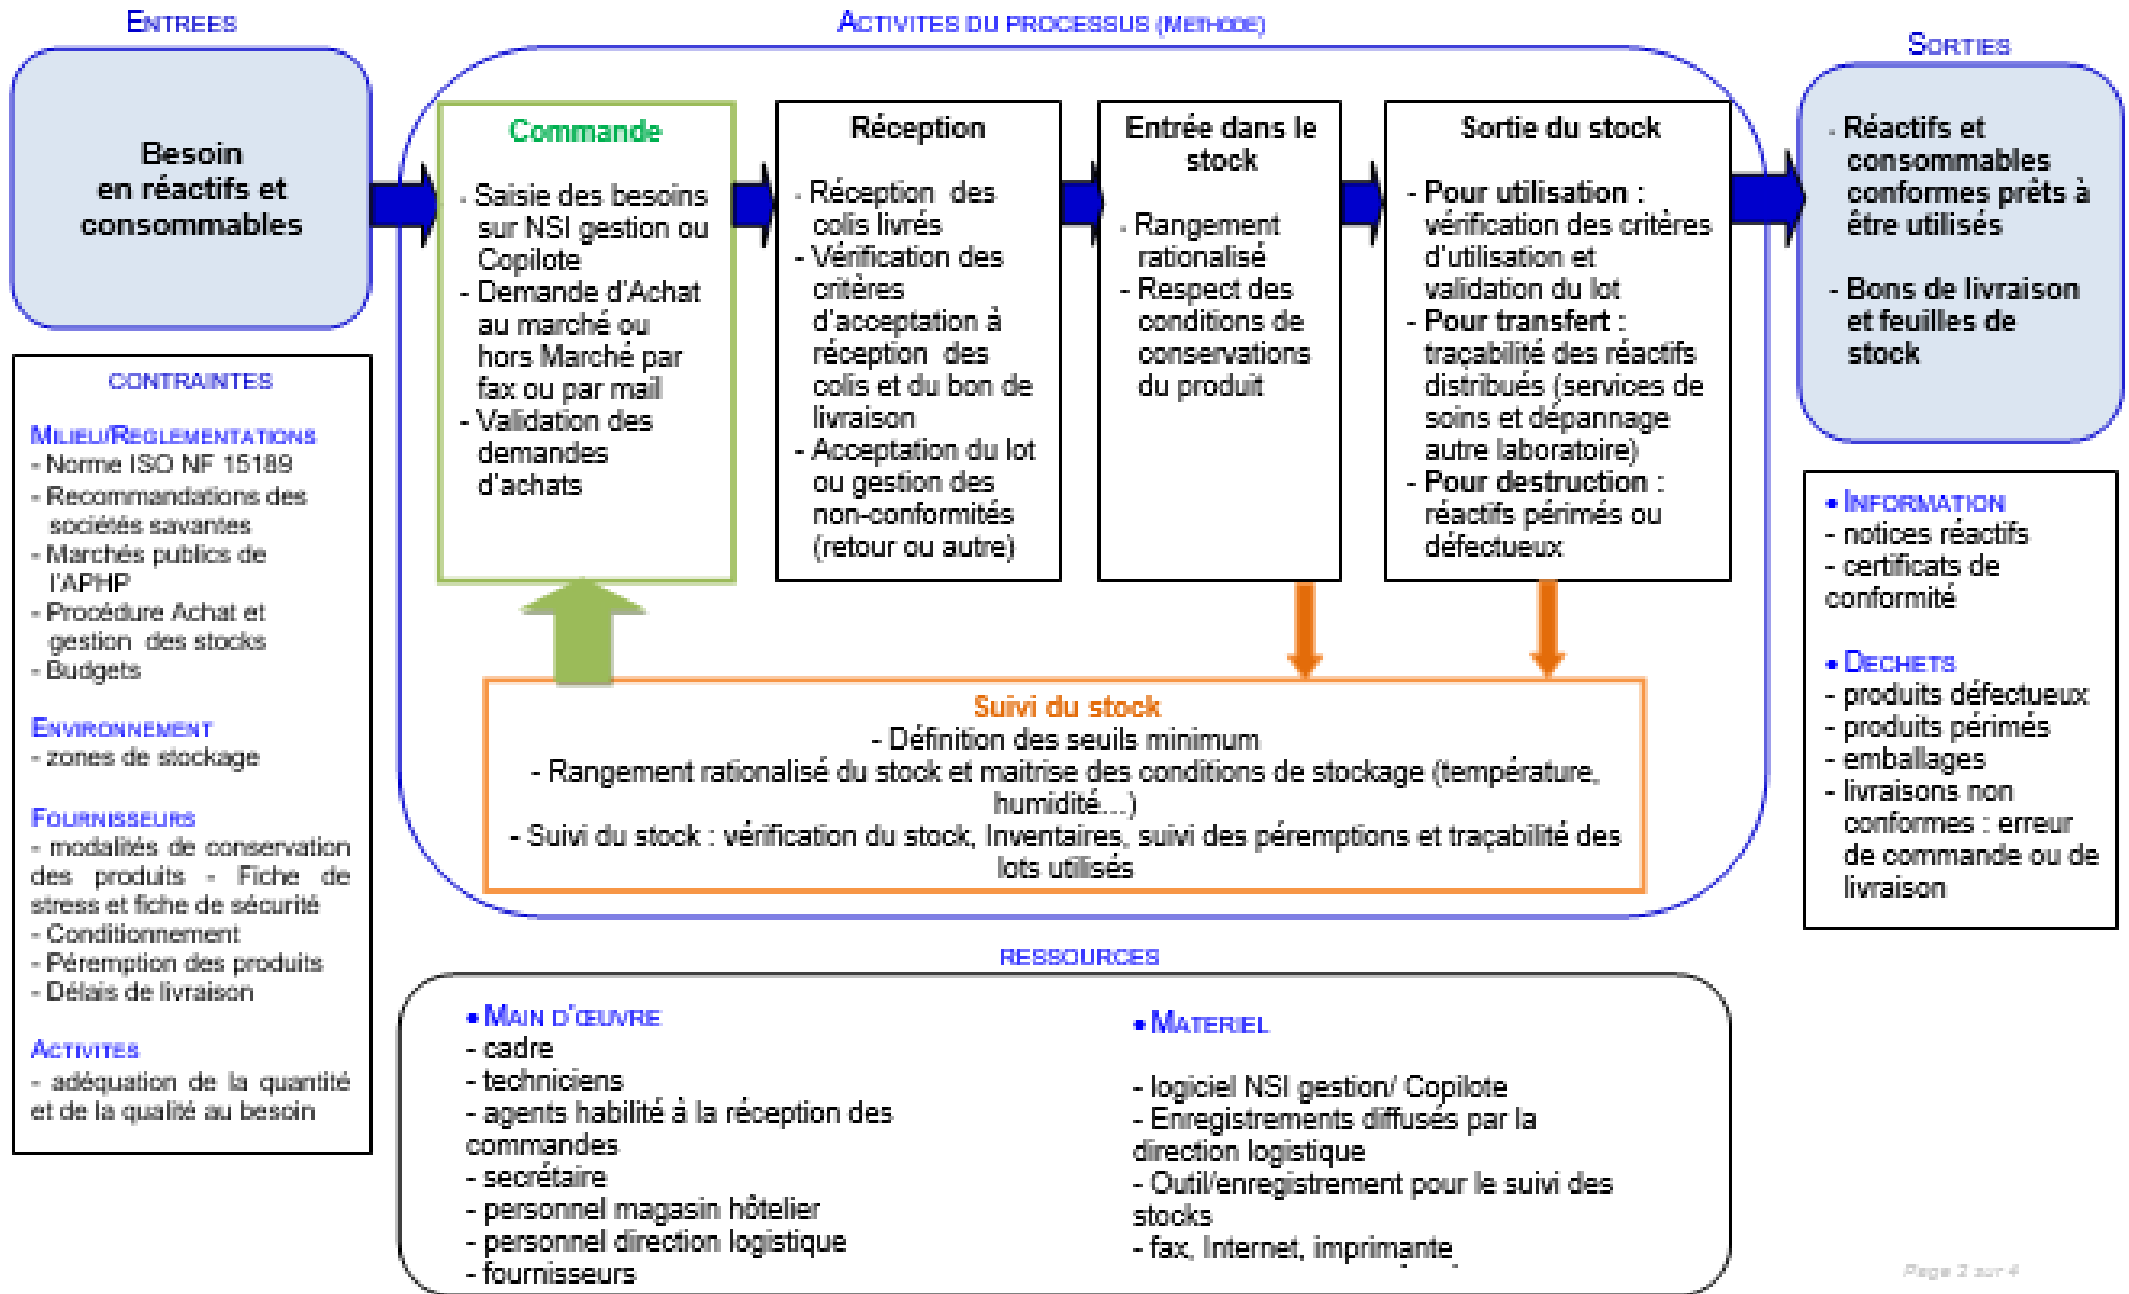 ENTREES
Besoin
en réactifs et
consommables
CONTRAINTES
MILIEU/REGLEMENTATIONS
- Norme ISO NF 15189
- Recommandations des
sociétés savantes
- Marchés publics de
l'APHP
- Procédure Achat et
gestion des stocks
- Budgets
ENVIRONNEMENT
- zones de stockage
FOURNISSEURS
- modalités de conservation
des produits - Fiche de
stress et fiche de sécurité
- Conditionnement
- Péremption des produits
- Délais de livraison
ACTIVITES
- adéquation de la quantité
et de la qualité au besoin
ACTIVITES DU PROCESSUS (METHODE)
Commande
- Saisie des besoins
sur NSI gestion ou
Copilote
- Demande d'Achat
au marché ou
hors Marché par
fax ou par mail
- Validation des
demandes
d'achats
Réception
- Réception des
colis livrés
- Vérification des
critères
d'acceptation à
réception des
colis et du bon de
livraison
- Acceptation du lot
ou gestion des
non-conformités
(retour ou autre)
Entrée dans le
stock
- Rangement
rationalisé
- Respect des
conditions de
conservations
du produit
Sortie du stock
- Pour utilisation :
vérification des critères
d'utilisation et
validation du lot
- Pour transfert :
traçabilité des réactifs
distribués (services de
soins et dépannage
autre laboratoire)
- Pour destruction :
réactifs périmés ou
défectueux
Suivi du stock
- Définition des seuils minimum
- Rangement rationalisé du stock et maitrise des conditions de stockage (température,
humidité...)
- Suivi du stock : vérification du stock, Inventaires, suivi des péremptions et traçabilité des
lots utilisés
SORTIES
- Réactifs et
consommables
conformes prêts à
être utilisés
- Bons de livraison
et feuilles de
stock
• INFORMATION
- notices réactifs
- certificats de
conformité
• DECHETS
- produits défectueux
- produits périmés
- emballages
- livraisons non
conformes : erreur
de commande ou de
livraison
RESSOURCES
• MAIN D'ŒUVRE
- cadre
- techniciens
- agents habilité à la réception des
commandes
- secrétaire
- personnel magasin hôtelier
- personnel direction logistique
- fournisseurs
• MATERIEL
- logiciel NSI gestion/ Copilote
- Enregistrements diffusés par la
direction logistique
- Outil/enregistrement pour le suivi des
stocks
- fax, Internet, imprimante
Page 2 sur 4